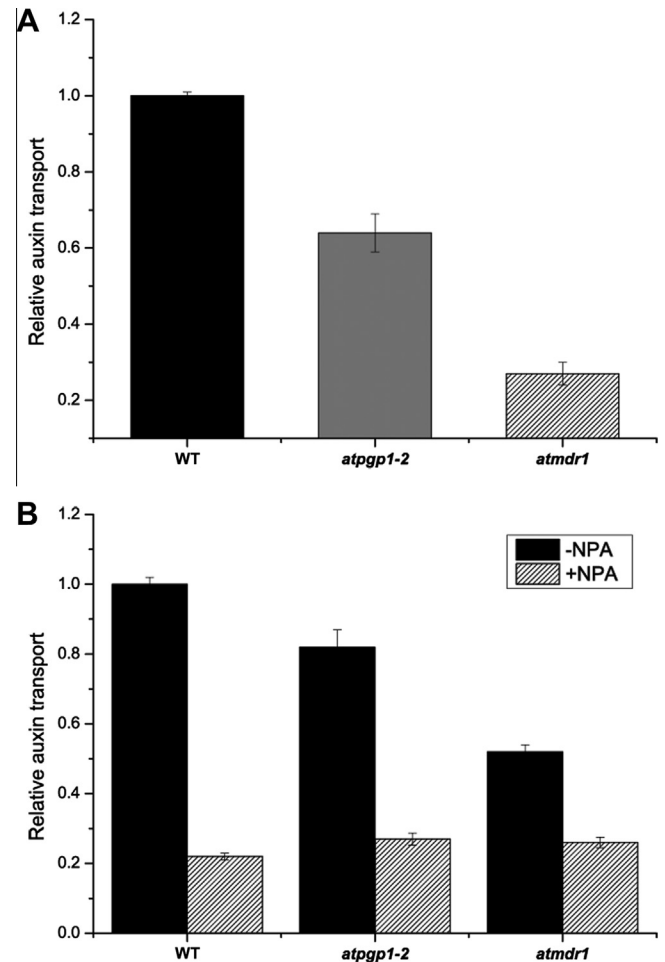 A
1.2
1.0
0.8
0.6
0.4
0.2
Relative auxin transport
WT
atpgp1-2
atmdr1
B
1.2
1.0
0.8
0.6
0.4
0.2
0.0
Relative auxin transport
-NPA
+NPA
WT
atpgp1-2
atmdr1